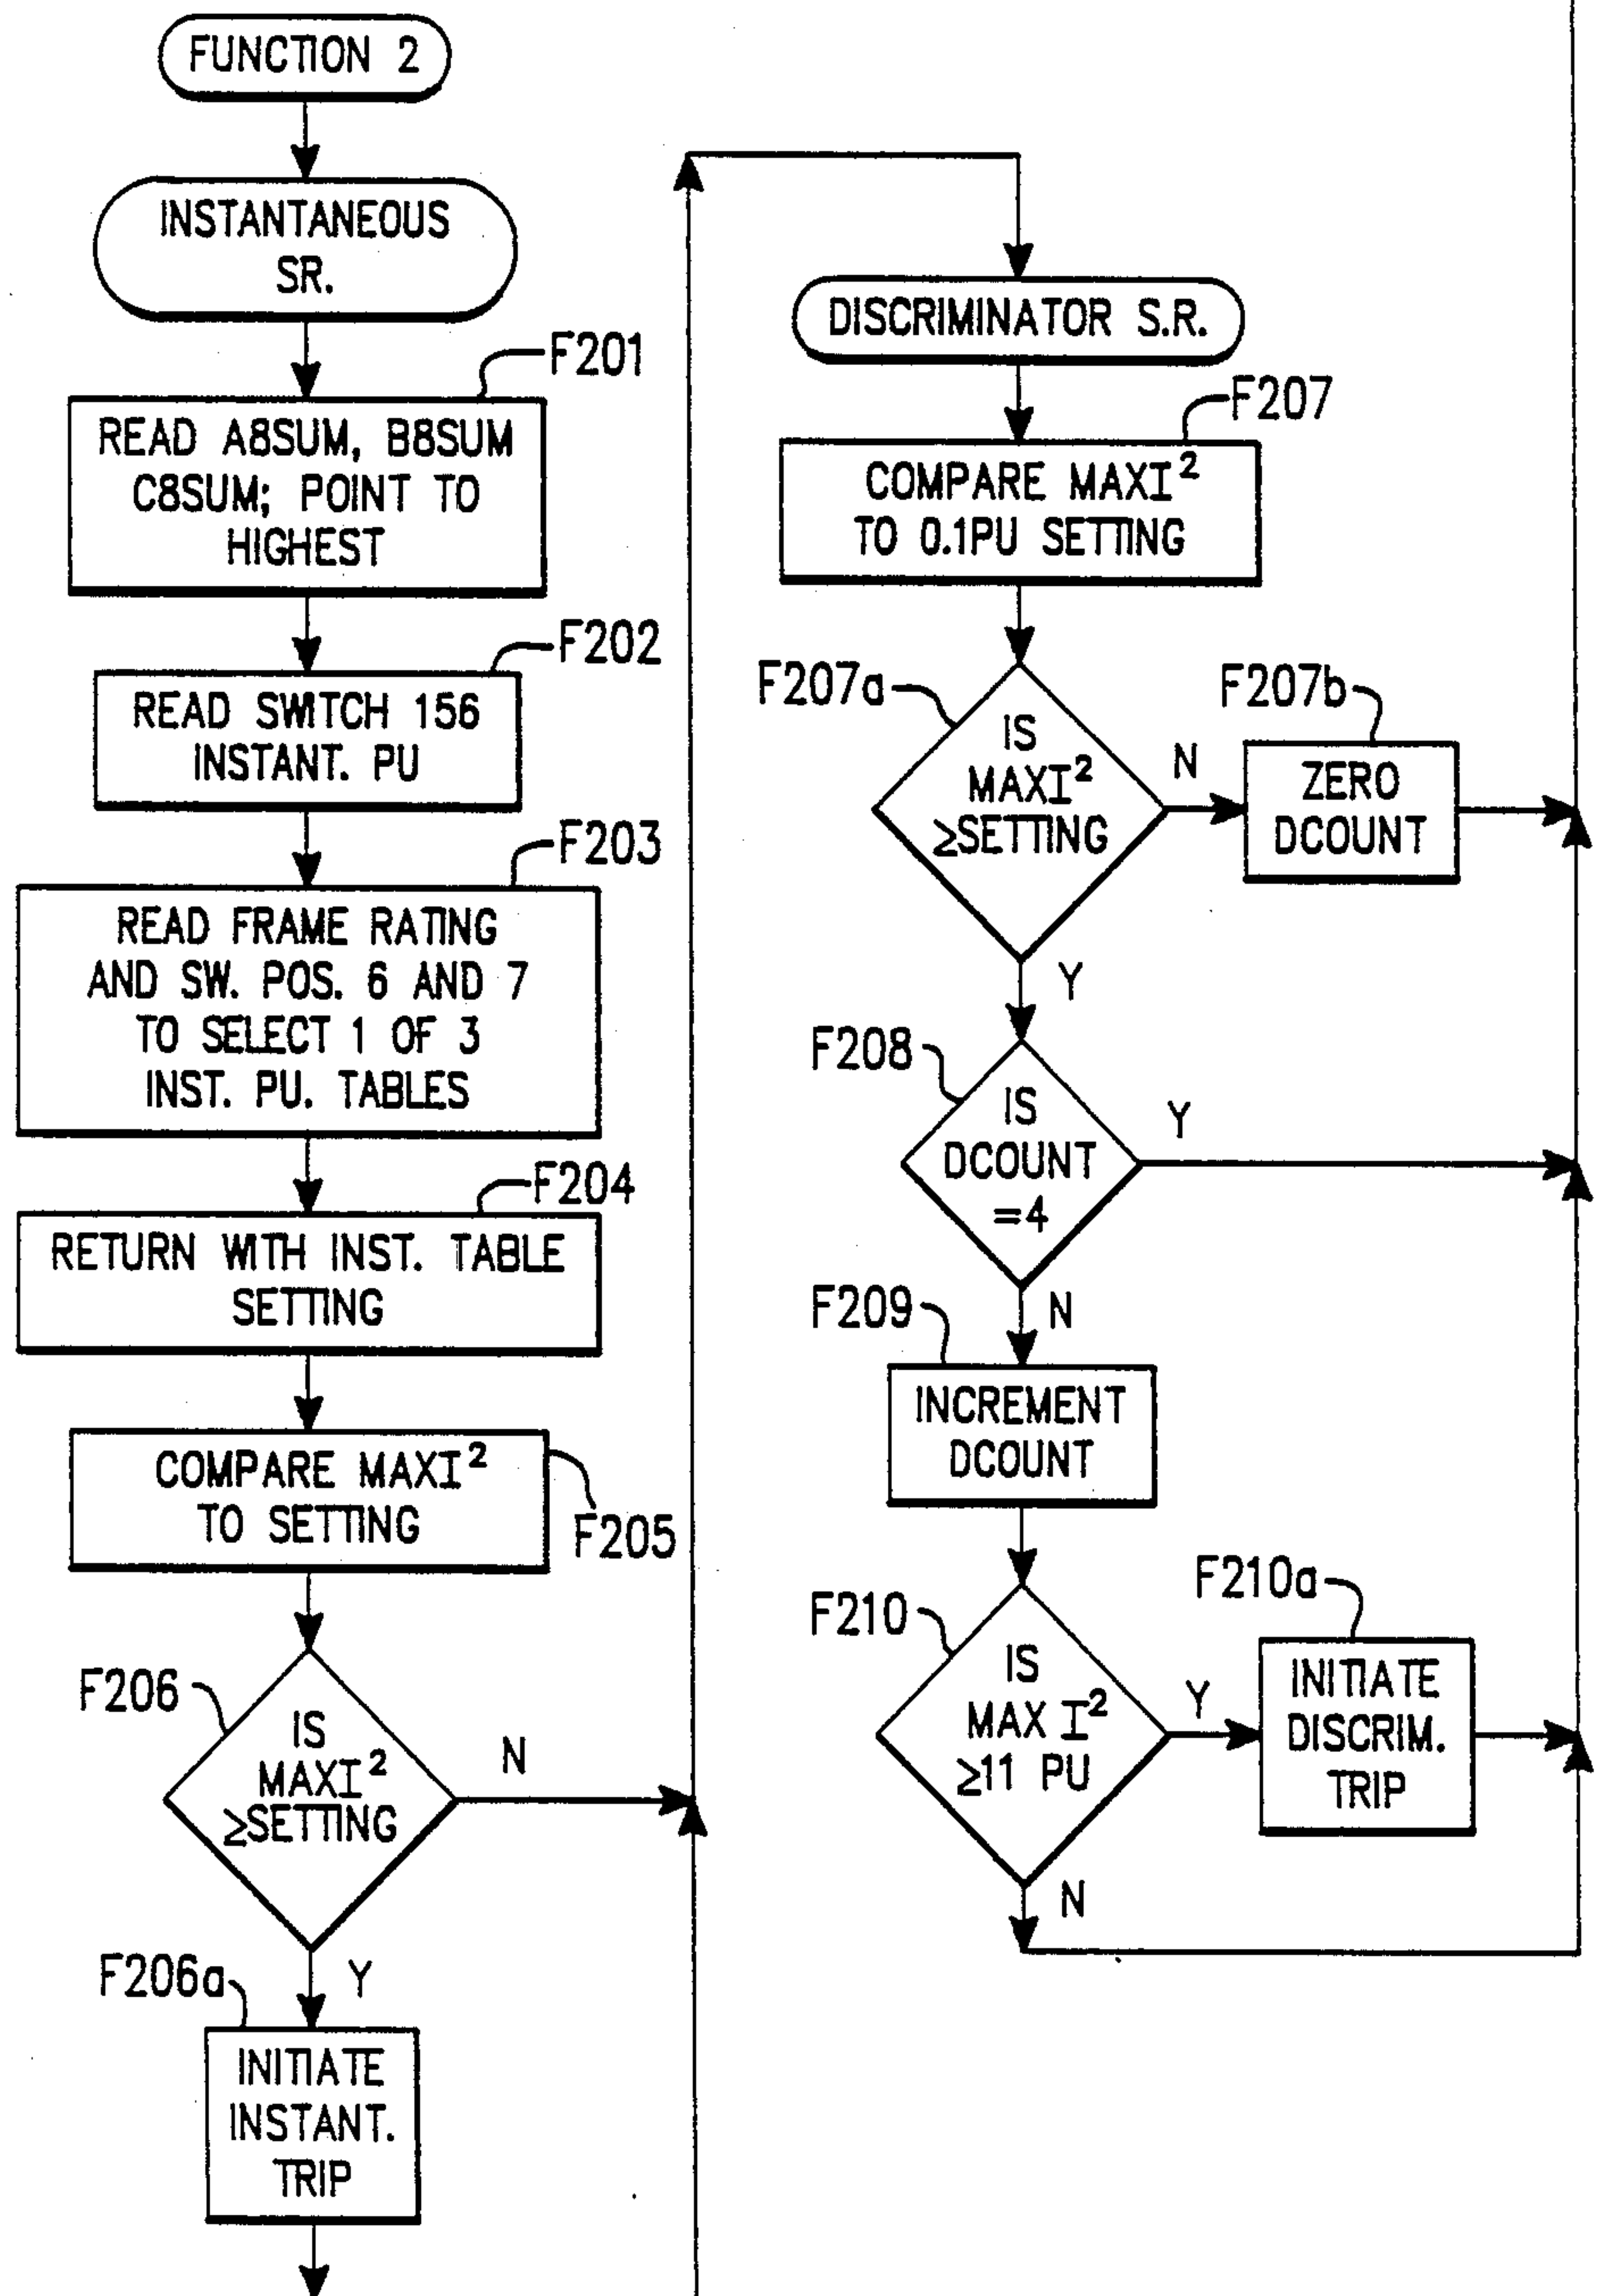 FUNCTION 2
INSTANTANEOUS
SR.
F201
READ A8SUM, B8SUM
C8SUM; POINT TO
HIGHEST
F202
READ SWITCH 156
INSTANT. PU
F203
READ FRAME RATING
AND SW. POS. 6 AND 7
TO SELECT 1 OF 3
INST. PU. TABLES
F204
RETURN WITH INST. TABLE
SETTING
COMPARE MAXI²
TO SETTING
F205
F206
IS
MAXI²
≥SETTING
N
F206a
Y
INITIATE
INSTANT.
TRIP
DISCRIMINATOR S.R.
F207
COMPARE MAXI²
TO 0.1PU SETTING
F207a
IS
MAXI²
≥SETTING
N
F207b
ZERO
DCOUNT
Y
F208
IS
DCOUNT
=4
Y
N
F209
INCREMENT
DCOUNT
F210
IS
MAX I²
≥11 PU
Y
F210a
INITIATE
DISCRIM.
TRIP
N